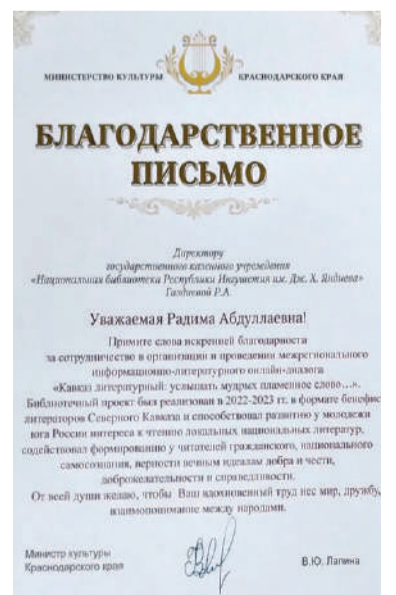 МИНИСТЕРСТВО КУЛЬТУРЫ КРАСНОДАРСКОГО КРАЯ
БЛАГОДАРСТВЕННОЕ
ПИСЬМО
Директору
государственного казенного учреждения
«Национальная библиотека Республики Ингушетия им. Дж. Х. Яндиева»
Газдиевой Р.А.
Уважаемая Радима Абдуллаевна!
Примите слова искренней благодарности
за сотрудничество в организации и проведении межрегионального
информационно-литературного онлайн-диалога
«Кавказ литературный: услышать мудрых пламенное слово…».
Библиотечный проект был реализован в 2022-2023 гг. в формате бенефис
литераторов Северного Кавказа и способствовал развитию у молодежи
юга России интереса к чтению локальных национальных литератур,
содействовал формированию у читателей гражданского, национального
самосознания, верности вечным идеалам добра и чести,
доброжелательности и справедливости.
От всей души желаю, чтобы Ваш вдохновенный труд нес мир, дружбу,
взаимопонимание между народами.
Министр культуры
Краснодарского края
В.Ю. Лапина